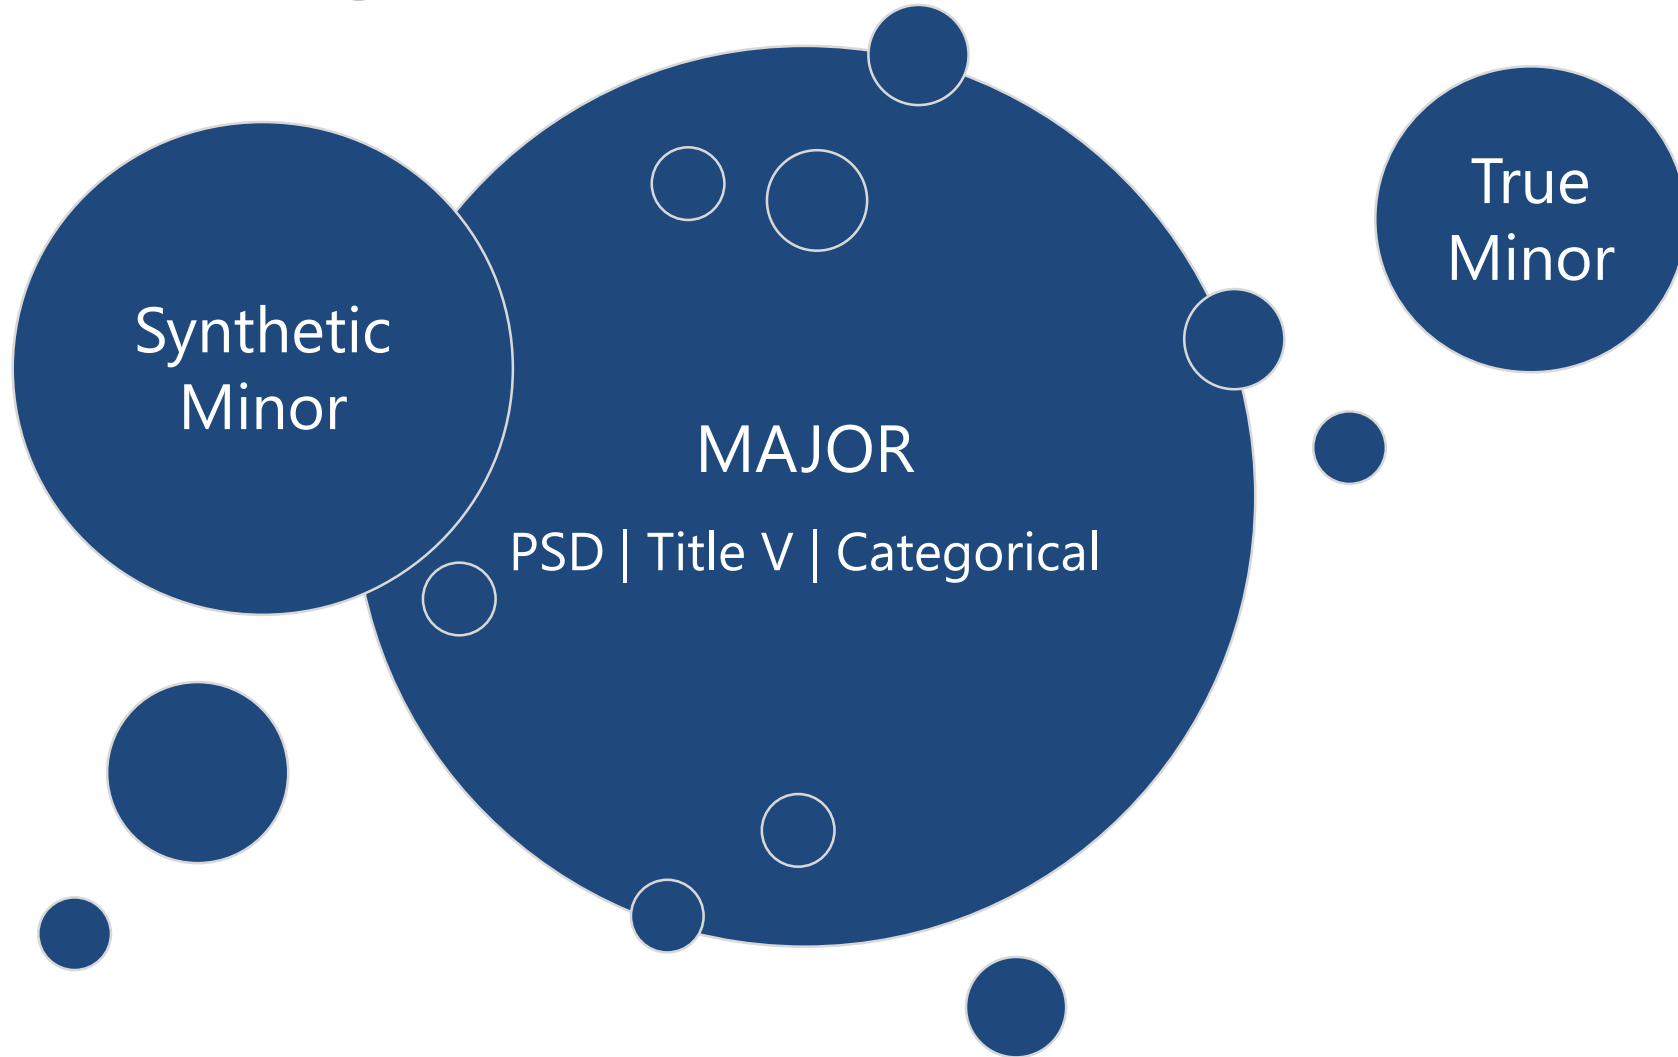 True
Minor
Synthetic
Minor
MAJOR
PSD | Title V | Categorical